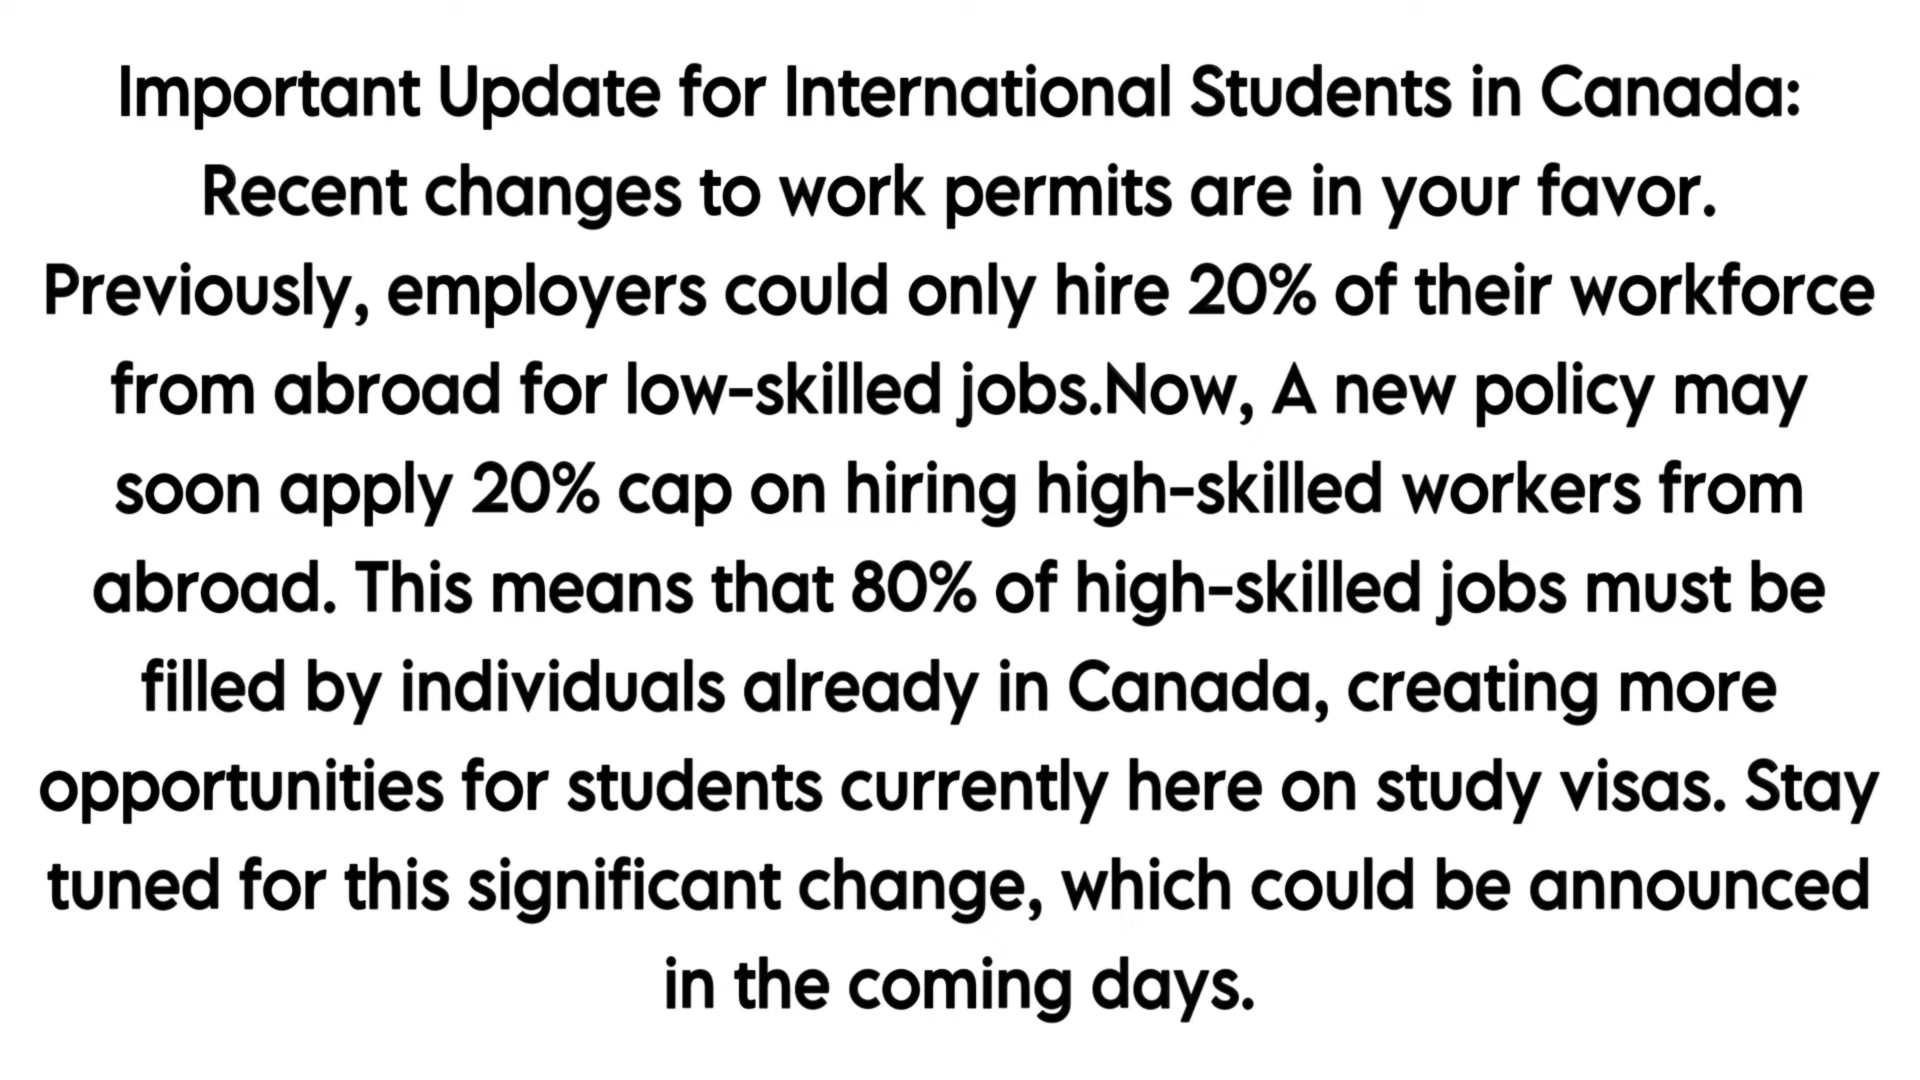 Important Update for International Students in Canada:
Recent changes to work permits are in your favor.
Previously, employers could only hire 20% of their workforce
from abroad for low-skilled jobs.Now, A new policy may
soon apply 20% cap on hiring high-skilled workers from
abroad. This means that 80% of high-skilled jobs must be
filled by individuals already in Canada, creating more
opportunities for students currently here on study visas. Stay
tuned for this significant change, which could be announced
in the coming days.